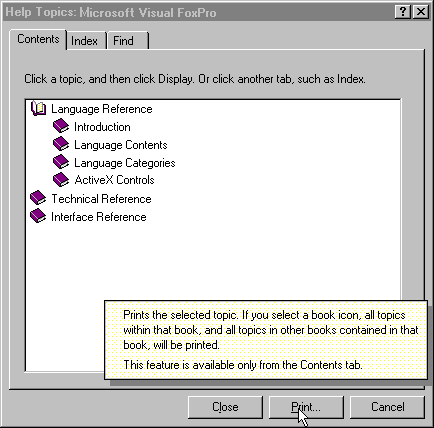 Help Topics: Microsoft Visual FoxPro
Contents Index Find
Click a topic, and then click Display. Or click another tab, such as Index.
Language Reference
Introduction
Language Contents
Language Categories
ActiveX Controls
Technical Reference
Interface Reference
Prints the selected topic. If you select a book icon, all topics
within that book, and all topics in other books contained in that
book, will be printed.
This feature is available only from the Contents tab.
Close Print... Cancel